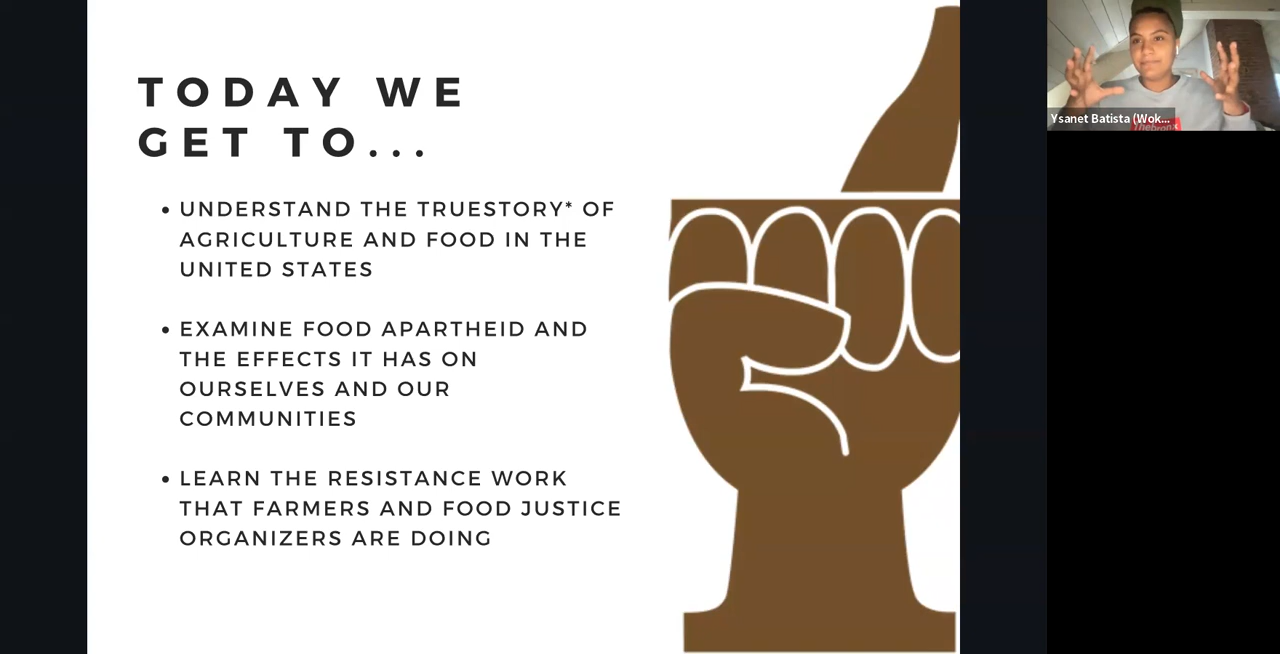 TODAY WE
GET TO...
• UNDERSTAND THE TRUESTORY* OF
AGRICULTURE AND FOOD IN THE
UNITED STATES
• EXAMINE FOOD APARTHEID AND
THE EFFECTS IT HAS ON
OURSELVES AND OUR
COMMUNITIES
• LEARN THE RESISTANCE WORK
THAT FARMERS AND FOOD JUSTICE
ORGANIZERS ARE DOING
Ysanet Batista (Wok...